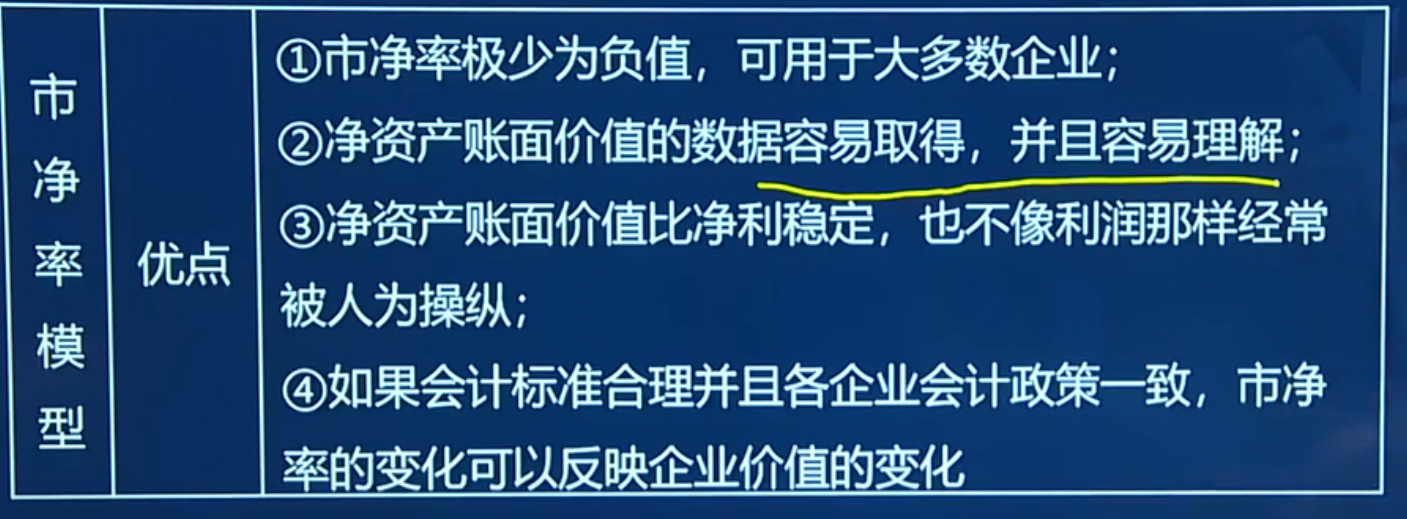 市净率模型
优点
①市净率极少为负值，可用于大多数企业；
②净资产账面价值的数据容易取得，并且容易理解；
③净资产账面价值比净利稳定，也不像利润那样经常
被人为操纵；
④如果会计标准合理并且各企业会计政策一致，市净
率的变化可以反映企业价值的变化